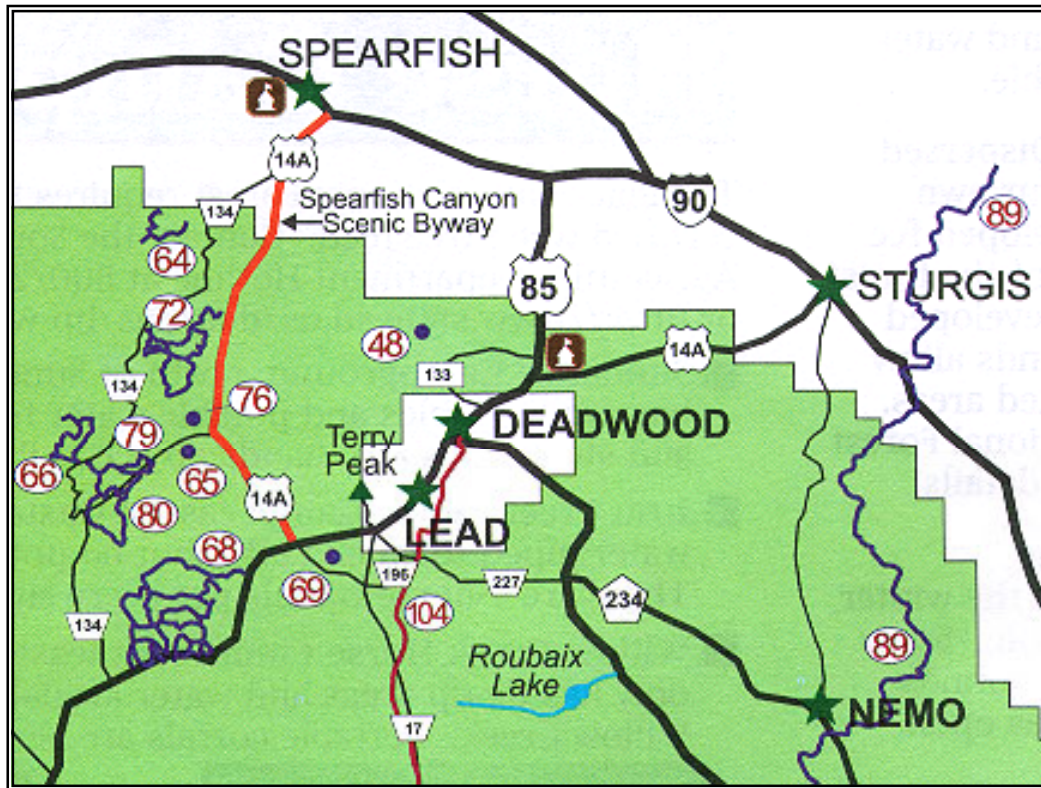 SPEARFISH
14A
134
Spearfish Canyon
Scenic Byway
90
89
64
85
STURGIS
72
48
14A
133
134
76
DEADWOOD
79
Terry
Peak
66
65
80
14A
LEAD
68
69
196
227
104
234
134
Roubaix
Lake
89
17
NEMO